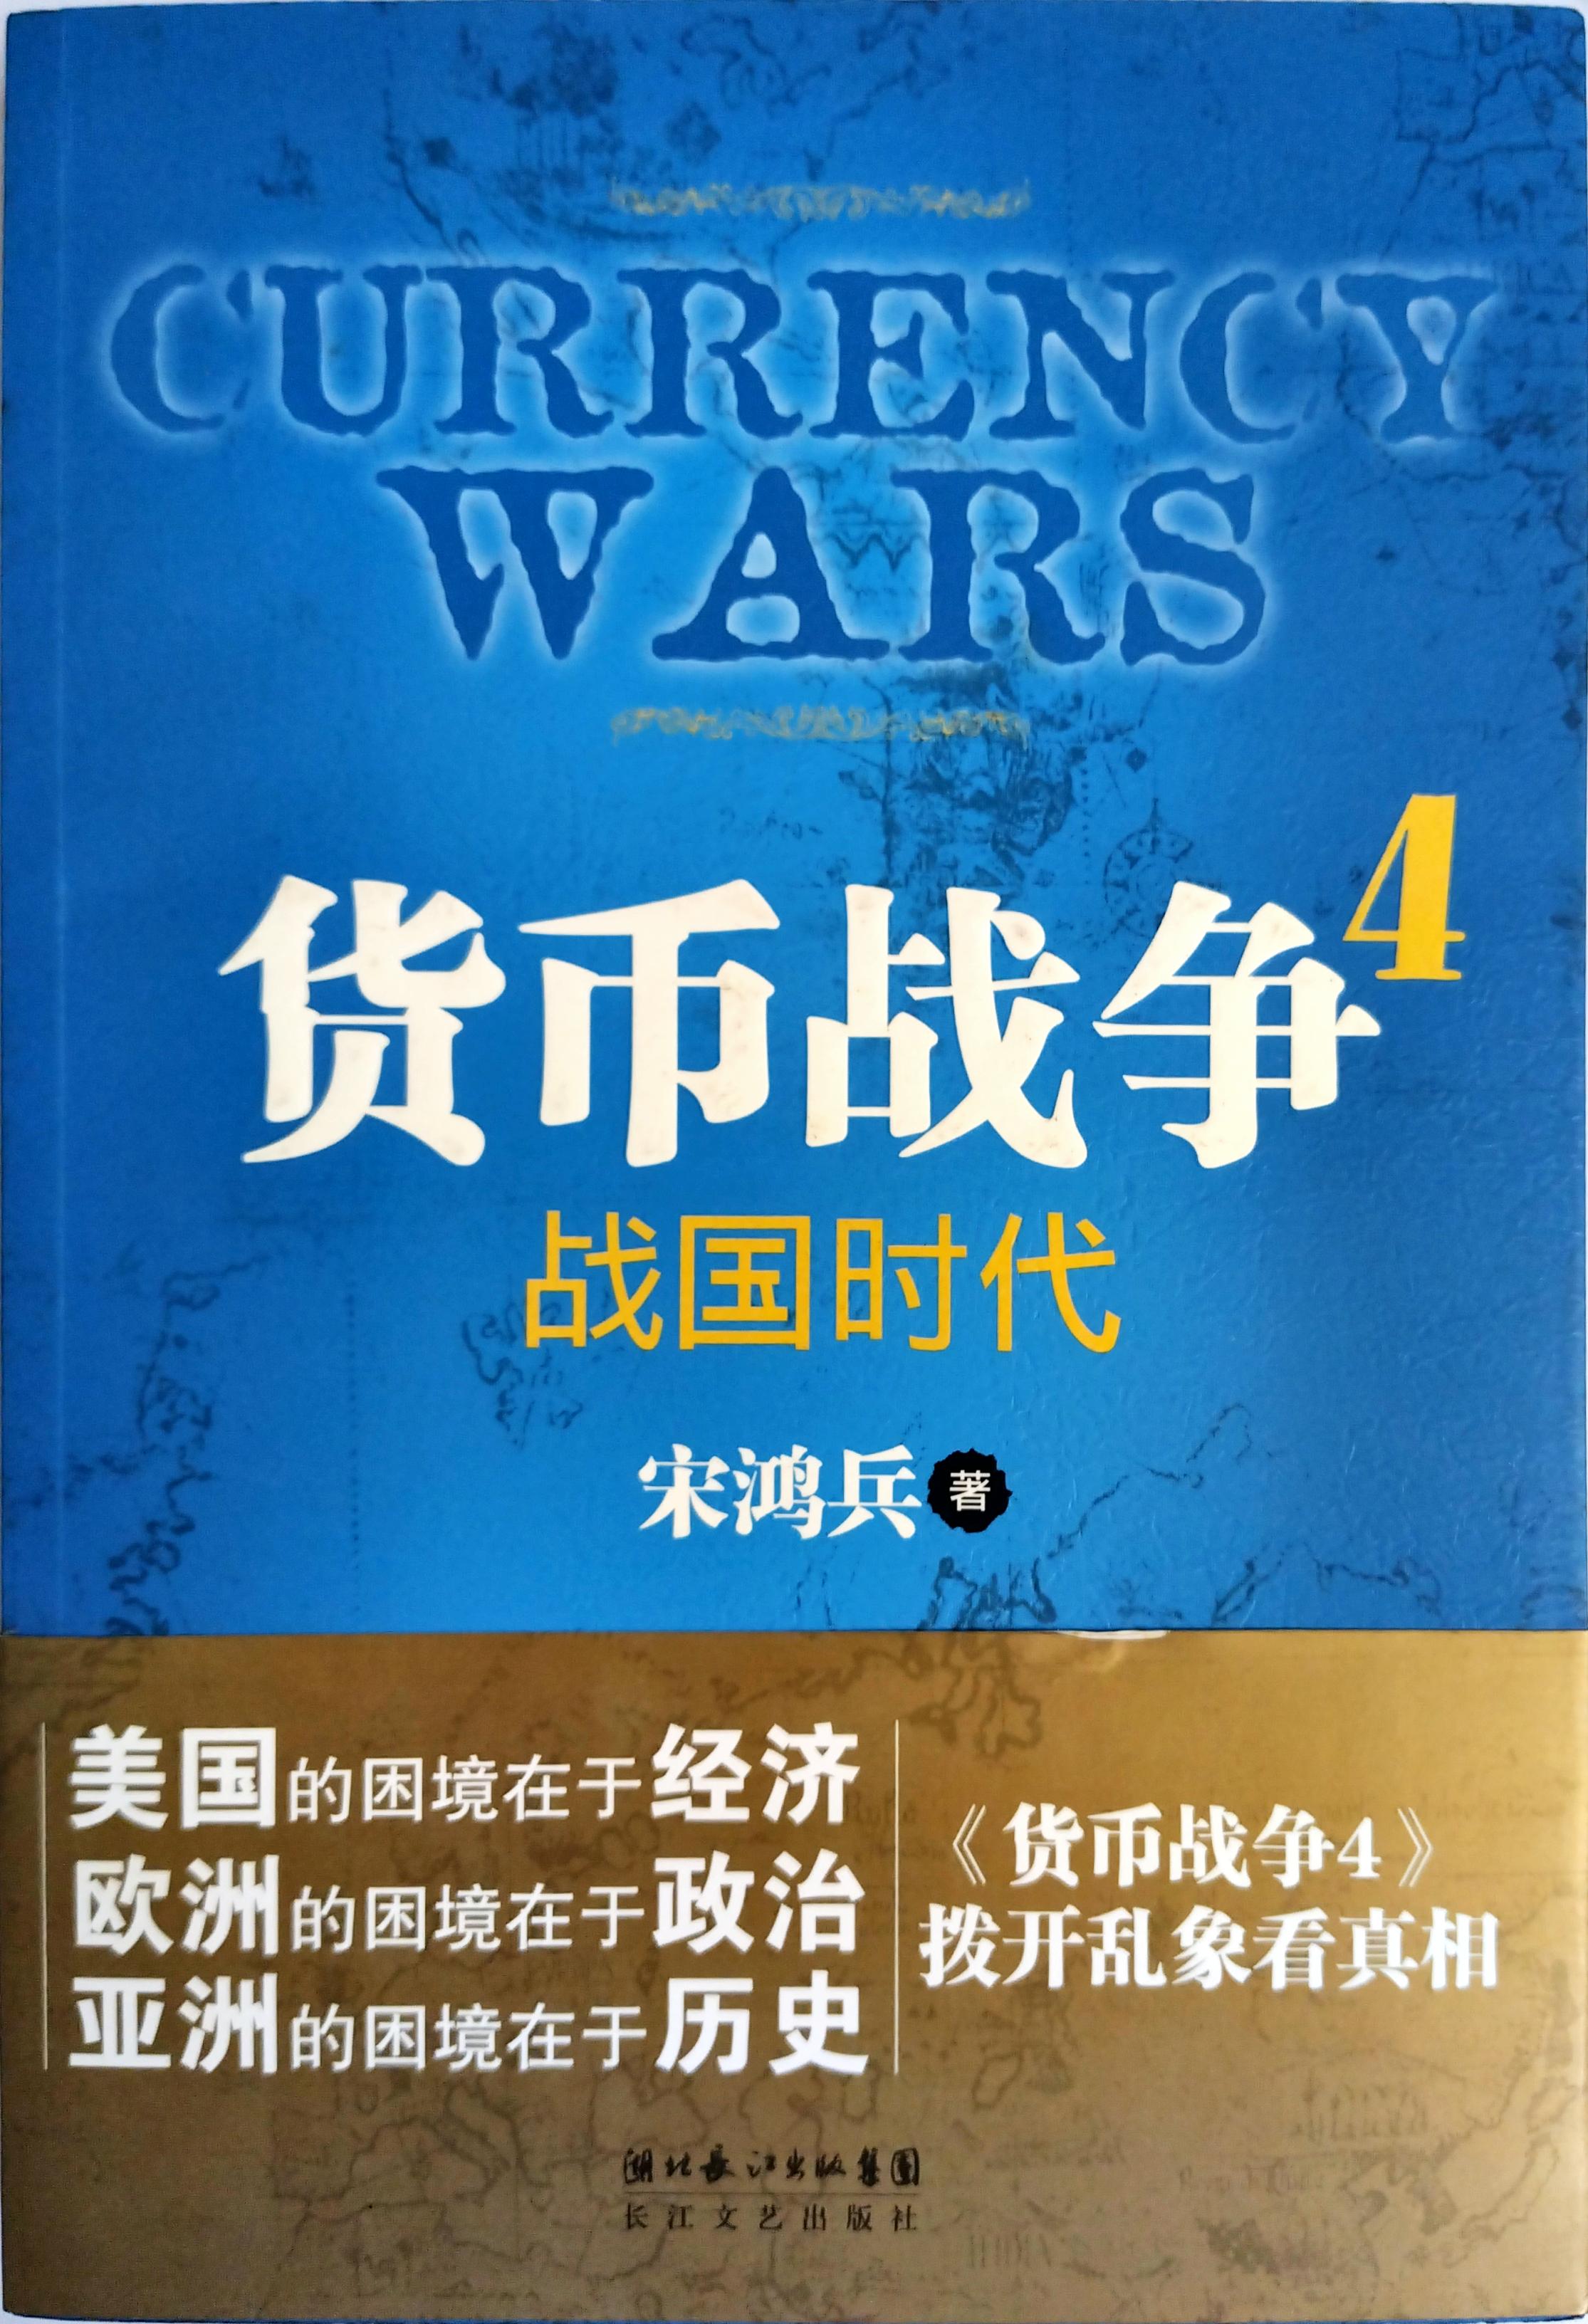 CURRENCY
WARS
货币战争4
战国时代
宋鸿兵 著
美国的困境在于经济
欧洲的困境在于政治
亚洲的困境在于历史
《货币战争4》
拨开乱象看真相
湖北长江出版集团
长江文艺出版社